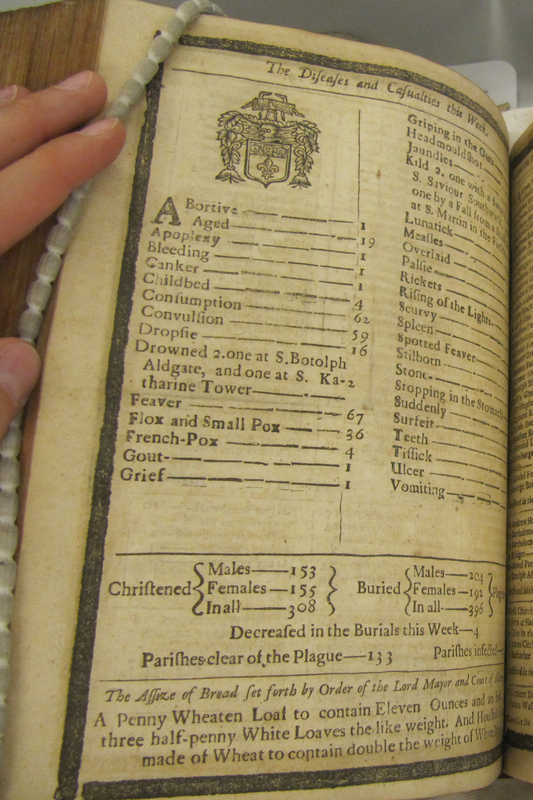 The Diſeaſes and Caſualties this Week.
ABortive 1
Aged 19
Apoplexy 1
Bleeding 1
Canker 1
Childbed 4
Conſumption 62
Convulſion 59
Dropſie 16
Drowned 2.one at S.Botolph
Aldgate, and one at S. Ka- 2
tharine Tower
Feaver 67
Flox and Small Pox 36
French-Pox 4
Gout 1
Grief 1
Griping in the Guts
Headmouldſhot
Jaundies
Kild 2, one with a
S. Saviour Southwark
one by a Fall from a
at S. Martin in the
Lunatick
Meaſles
Overlaid
Palſie
Rickets
Riſing of the Lights
Scurvy
Spleen
Spotted Feaver
Stilborn
Stone
Stopping in the Stomach
Suddenly
Surfeit
Teeth
Tiſſick
Ulcer
Vomiting
Chriſtened { Males 153 Females 155 In all 308 } Buried { Males 204 Females 192 In all 396 } Plag
Decreaſed in the Burials this Week—4
Pariſhes clear of the Plague—133 Pariſhes infected
The Aſſize of Bread ſet forth by Order of the Lord Mayor and Court of
A Penny Wheaten Loaf to contain Eleven Ounces and
three half-penny White Loaves the like weight. And
made of Wheat to contain double the weight of